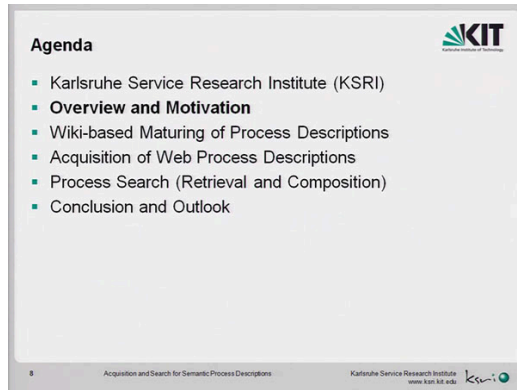 Agenda
KIT
Karlsruhe Institute of Technology
Karlsruhe Service Research Institute (KSRI)
Overview and Motivation
Wiki-based Maturing of Process Descriptions
Acquisition of Web Process Descriptions
Process Search (Retrieval and Composition)
Conclusion and Outlook
8
Acquisition and Search for Semantic Process Descriptions
Karlsruhe Service Research Institute
www.ksri.kit.edu
ksri